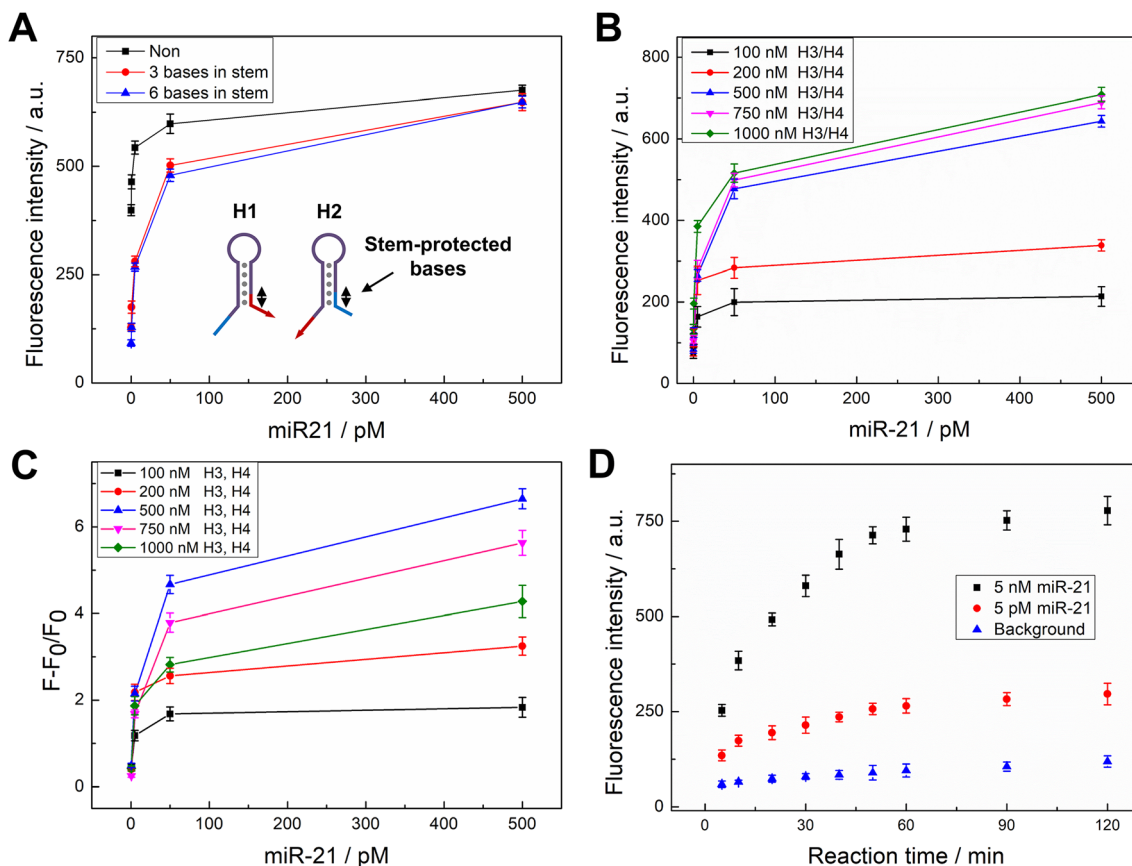 A
Fluorescence intensity / a.u.
750
500
250
0
Non
3 bases in stem
6 bases in stem
H1
H2
Stem-protected
bases
0
100
200
300
400
500
miR21 / pM
B
Fluorescence intensity / a.u.
800
600
400
200
0
100 nM H3/H4
200 nM H3/H4
500 nM H3/H4
750 nM H3/H4
1000 nM H3/H4
0
100
200
300
400
500
miR-21 / pM
C
F-F0/F0
6
4
2
0
100 nM H3, H4
200 nM H3, H4
500 nM H3, H4
750 nM H3, H4
1000 nM H3, H4
0
100
200
300
400
500
miR-21 / pM
D
Fluorescence intensity / a.u.
750
500
250
0
5 nM miR-21
5 pM miR-21
Background
0
30
60
90
120
Reaction time / min